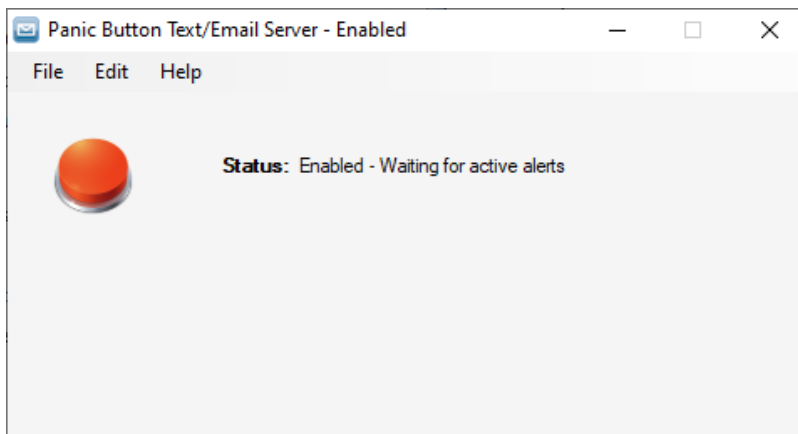 Panic Button Text/Email Server - Enabled
File Edit Help
Status: Enabled - Waiting for active alerts